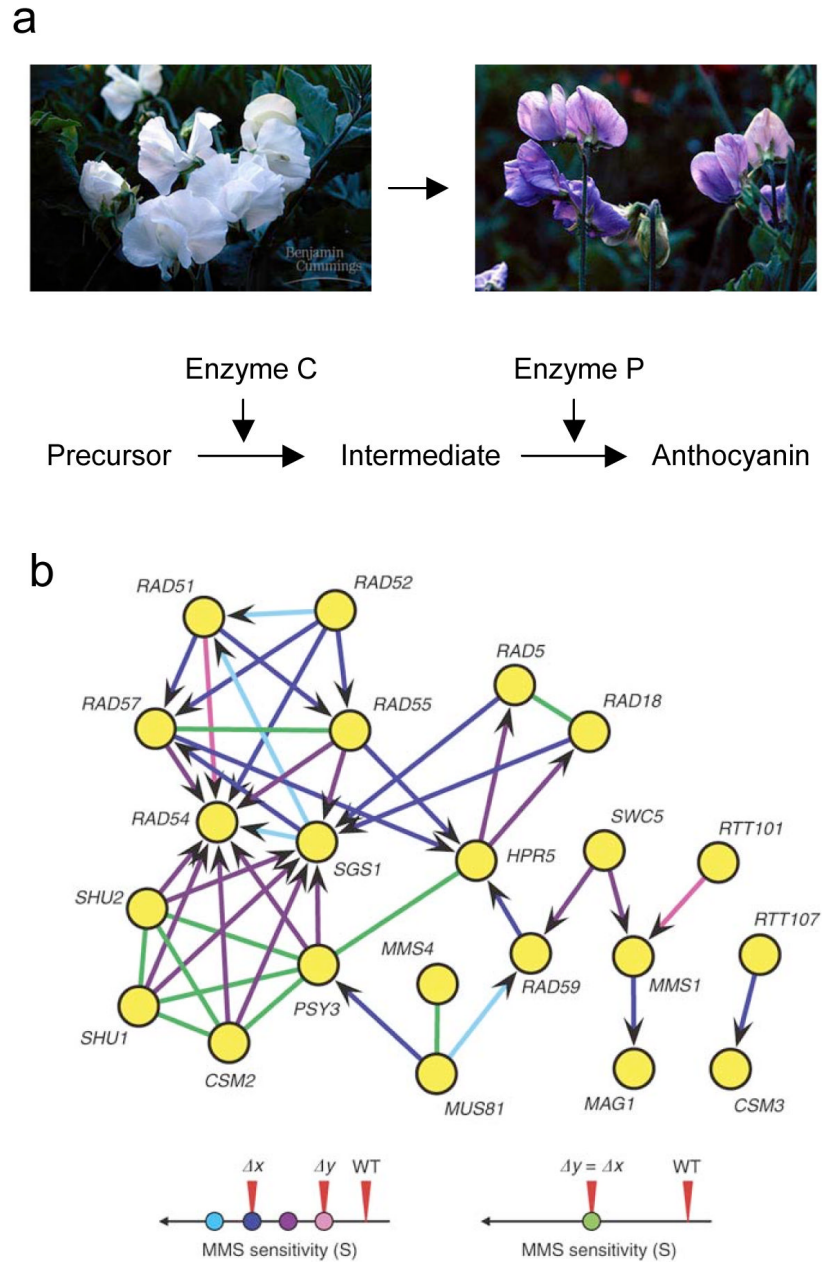 a
Benjamin
Cummings
Enzyme C
Enzyme P
Precursor
Intermediate
Anthocyanin
b
RAD51
RAD52
RAD5
RAD57
RAD55
RAD18
RAD54
SGS1
SWC5
RTT101
HPR5
SHU2
RTT107
MMS4
RAD59
MMS1
PSY3
SHU1
CSM2
MUS81
MAG1
CSM3
Δx Δy WT
MMS sensitivity (S)
Δy = Δx WT
MMS sensitivity (S)